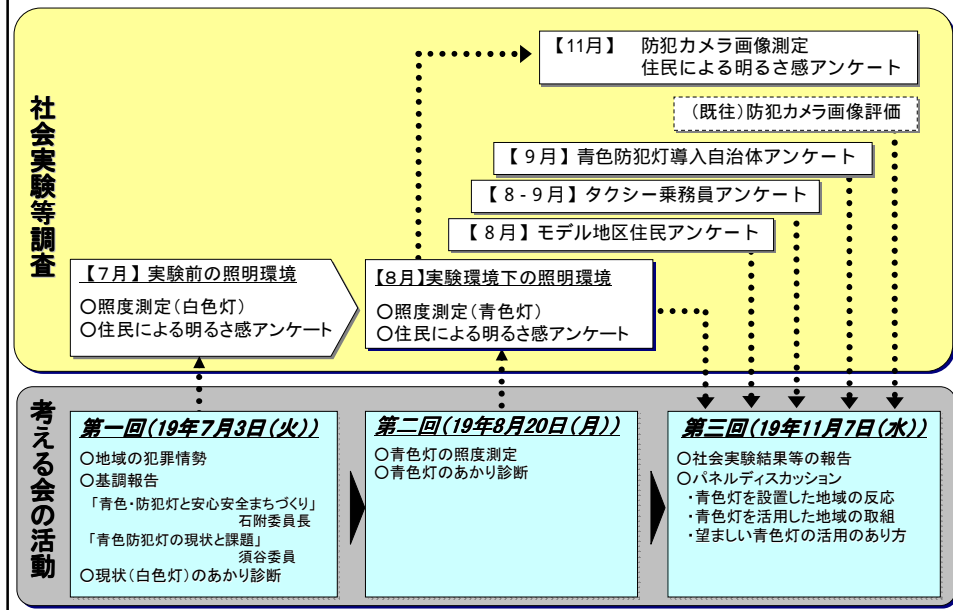 社会実験等調査
【11月】 防犯カメラ画像測定
住民による明るさ感アンケート
(既往)防犯カメラ画像評価
【9月】青色防犯灯導入自治体アンケート
【8-9月】タクシー乗務員アンケート
【8月】モデル地区住民アンケート
【7月】実験前の照明環境
○照度測定(白色灯)
○住民による明るさ感アンケート
【8月】実験環境下の照明環境
○照度測定(青色灯)
○住民による明るさ感アンケート
考える会の活動
第一回(19年7月3日(火))
○地域の犯罪情勢
○基調報告
「青色・防犯灯と安心安全まちづくり」
石附委員長
「青色防犯灯の現状と課題」
須谷委員
○現状(白色灯)のあかり診断
第二回(19年8月20日(月))
○青色灯の照度測定
○青色灯のあかり診断
第三回(19年11月7日(水))
○社会実験結果等の報告
○パネルディスカッション
・青色灯を設置した地域の反応
・青色灯を活用した地域の取組
・望ましい青色灯の活用のあり方